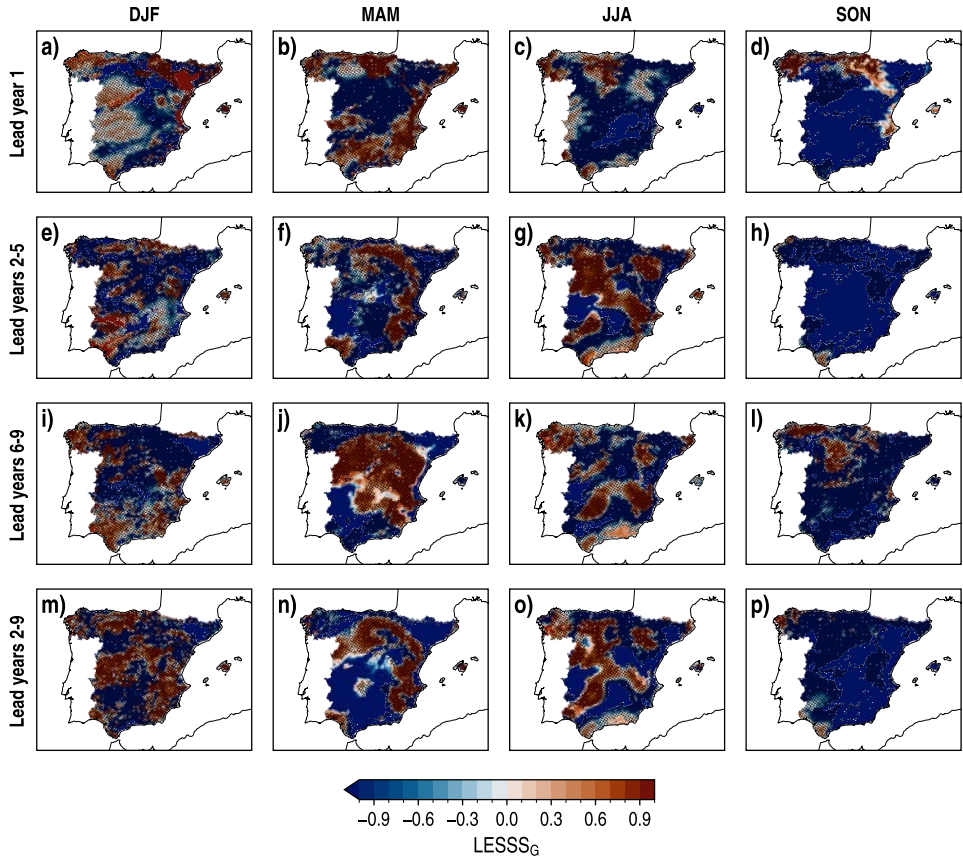 DJF MAM JJA SON
Lead year 1
a) b) c) d)
Lead years 2-5
e) f) g) h)
Lead years 6-9
i) j) k) l)
Lead years 2-9
m) n) o) p)
−0.9 −0.6 −0.3 0.0 0.3 0.6 0.9
LESSSG